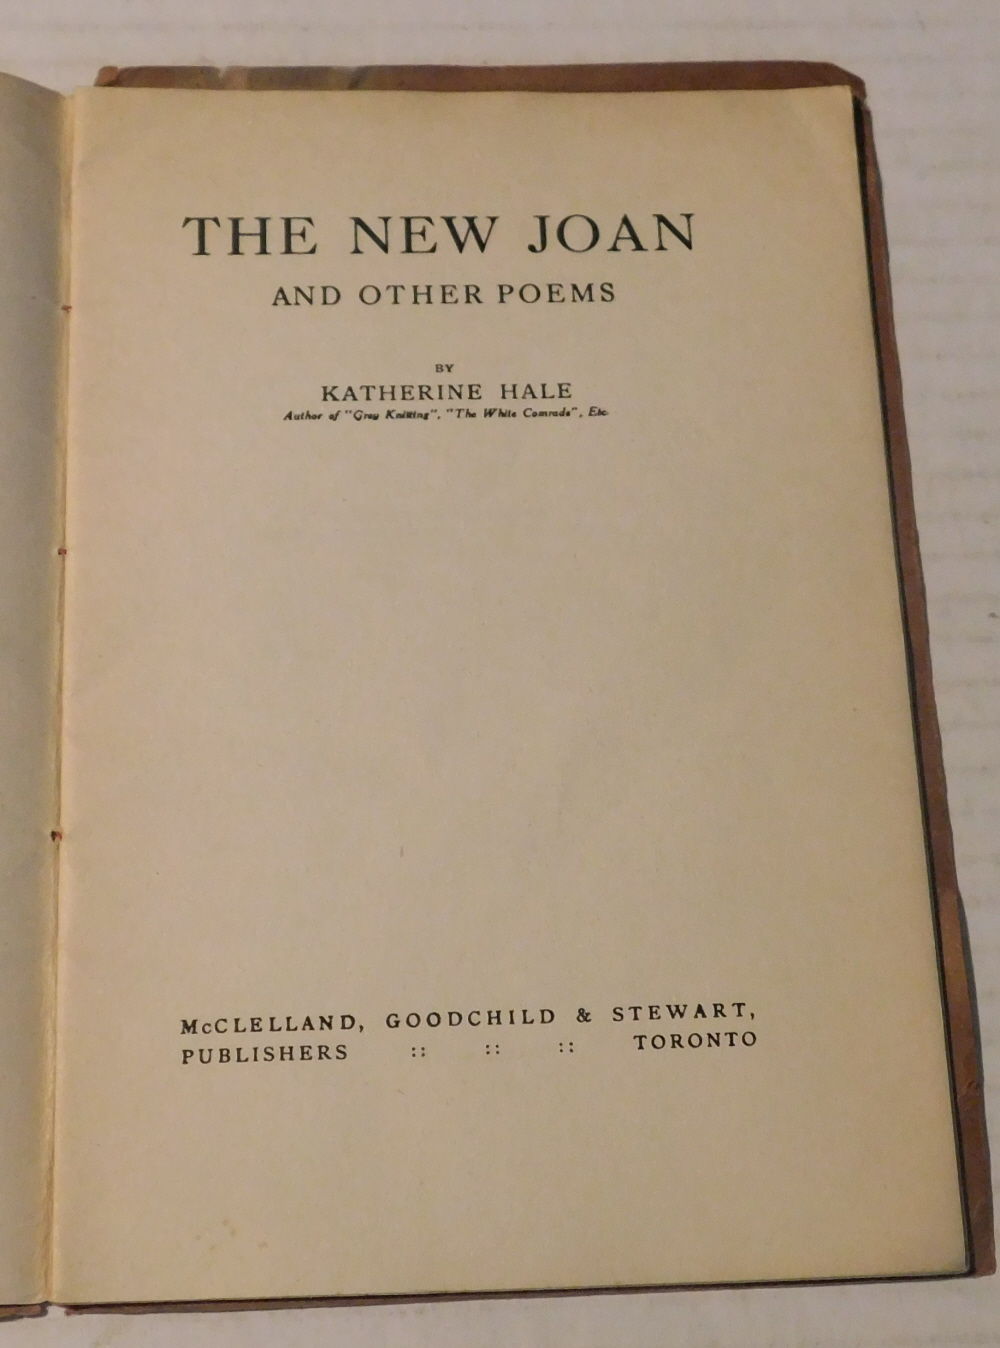 THE NEW JOAN
AND OTHER POEMS
BY
KATHERINE HALE
Author of "Grey Knitting", "The White Comrade", Etc.
McCLELLAND, GOODCHILD & STEWART,
PUBLISHERS :: :: :: TORONTO